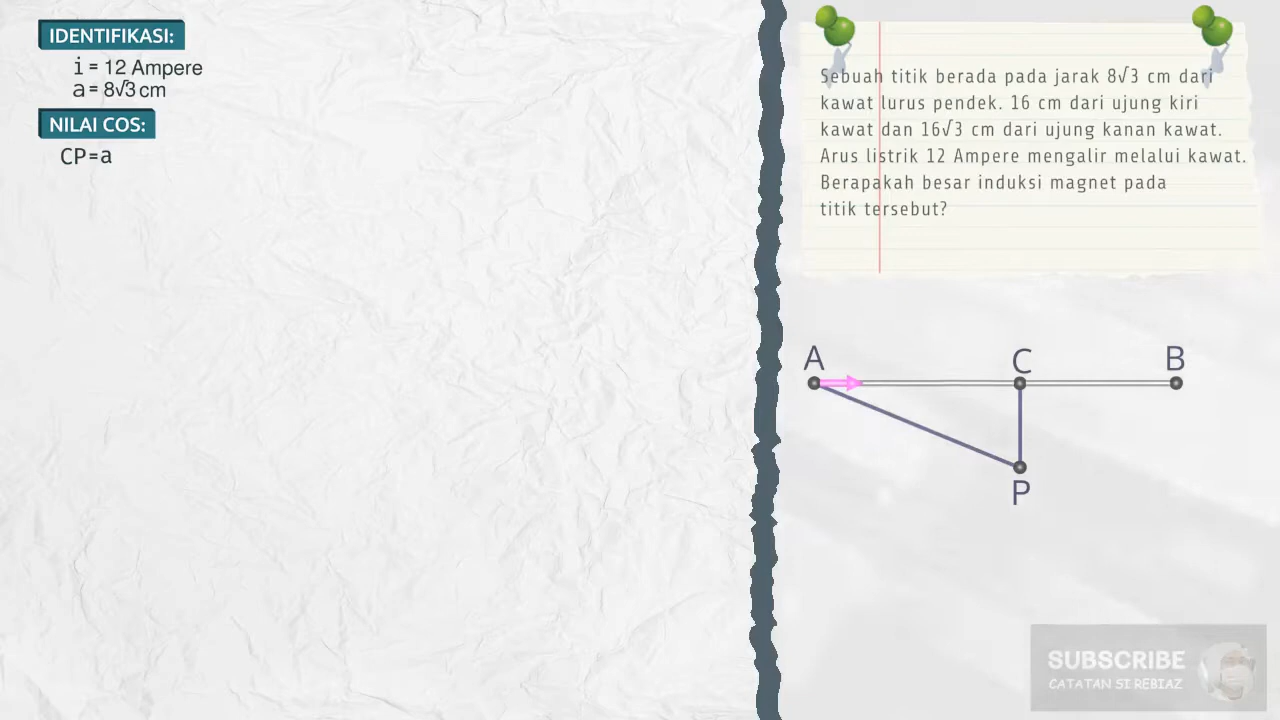 IDENTIFIKASI:
i = 12 Ampere
a = 8√3 cm
NILAI COS:
CP=a
Sebuah titik berada pada jarak 8√3 cm dari
kawat lurus pendek. 16 cm dari ujung kiri
kawat dan 16√3 cm dari ujung kanan kawat.
Arus listrik 12 Ampere mengalir melalui kawat.
Berapakah besar induksi magnet pada
titik tersebut?
A
C
B
P
SUBSCRIBE
CATATAN SI REBIAZ